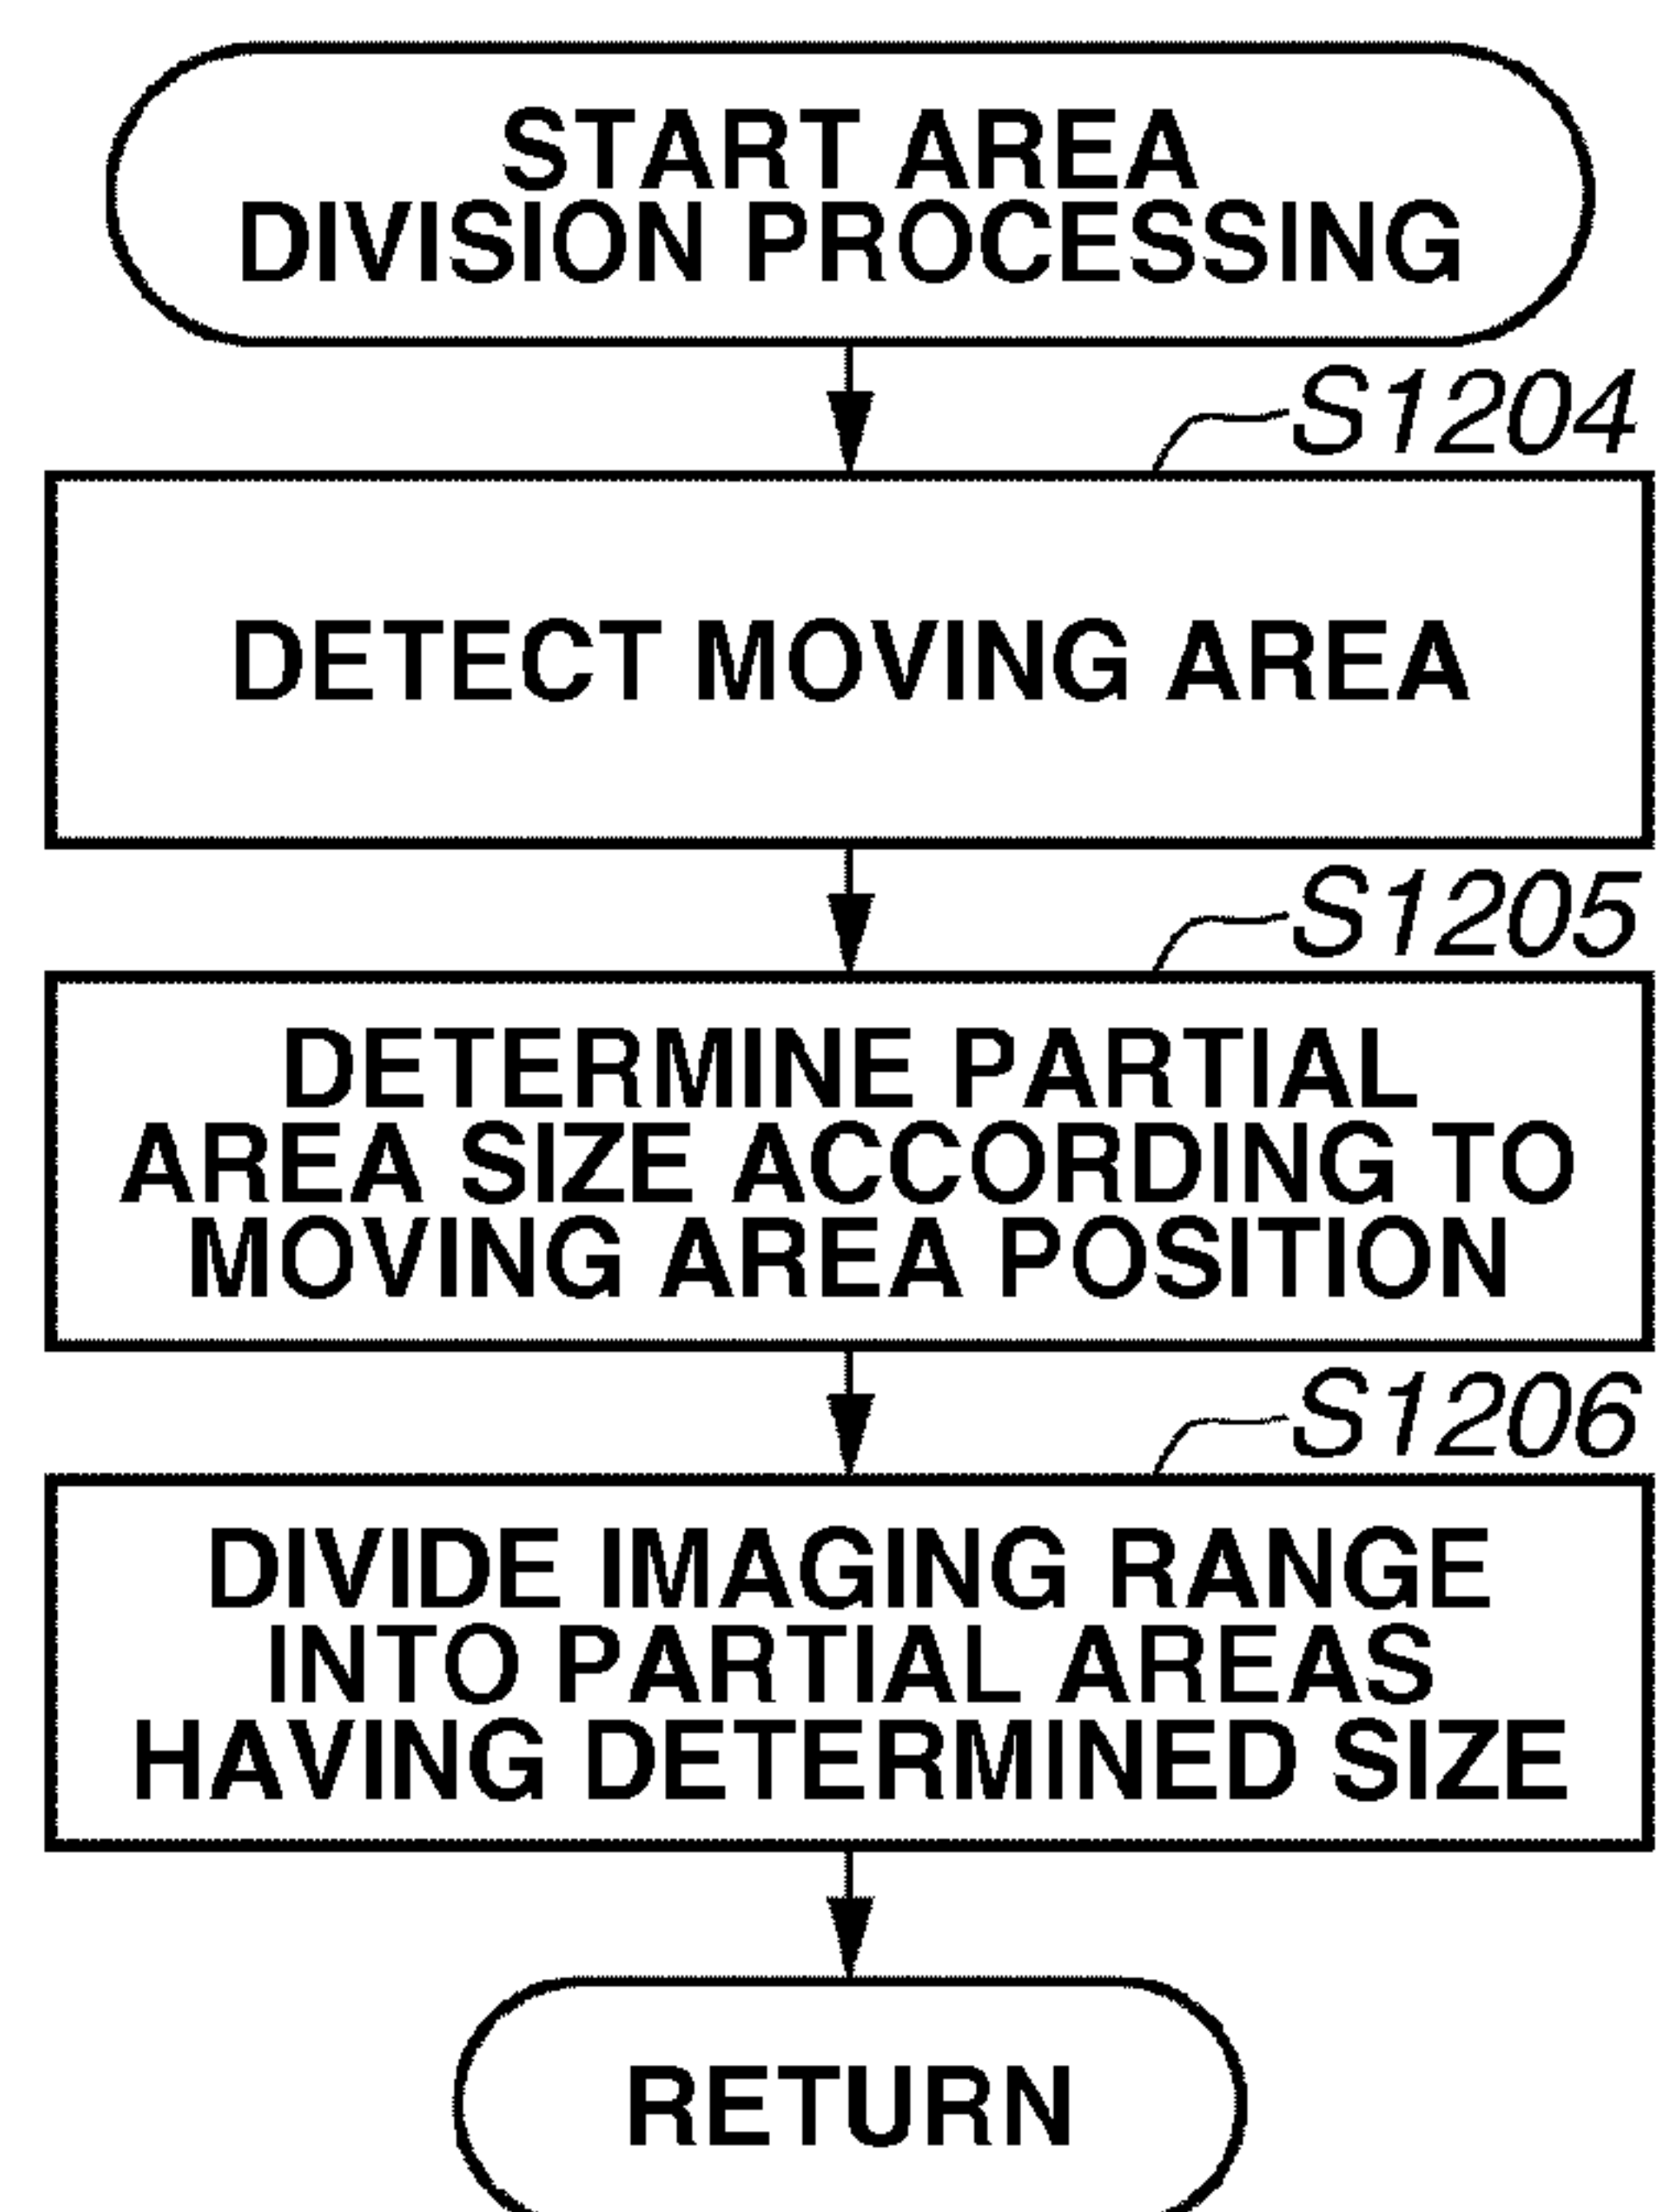 START AREA
DIVISION PROCESSING
S1204
DETECT MOVING AREA
S1205
DETERMINE PARTIAL
AREA SIZE ACCORDING TO
MOVING AREA POSITION
S1206
DIVIDE IMAGING RANGE
INTO PARTIAL AREAS
HAVING DETERMINED SIZE
RETURN